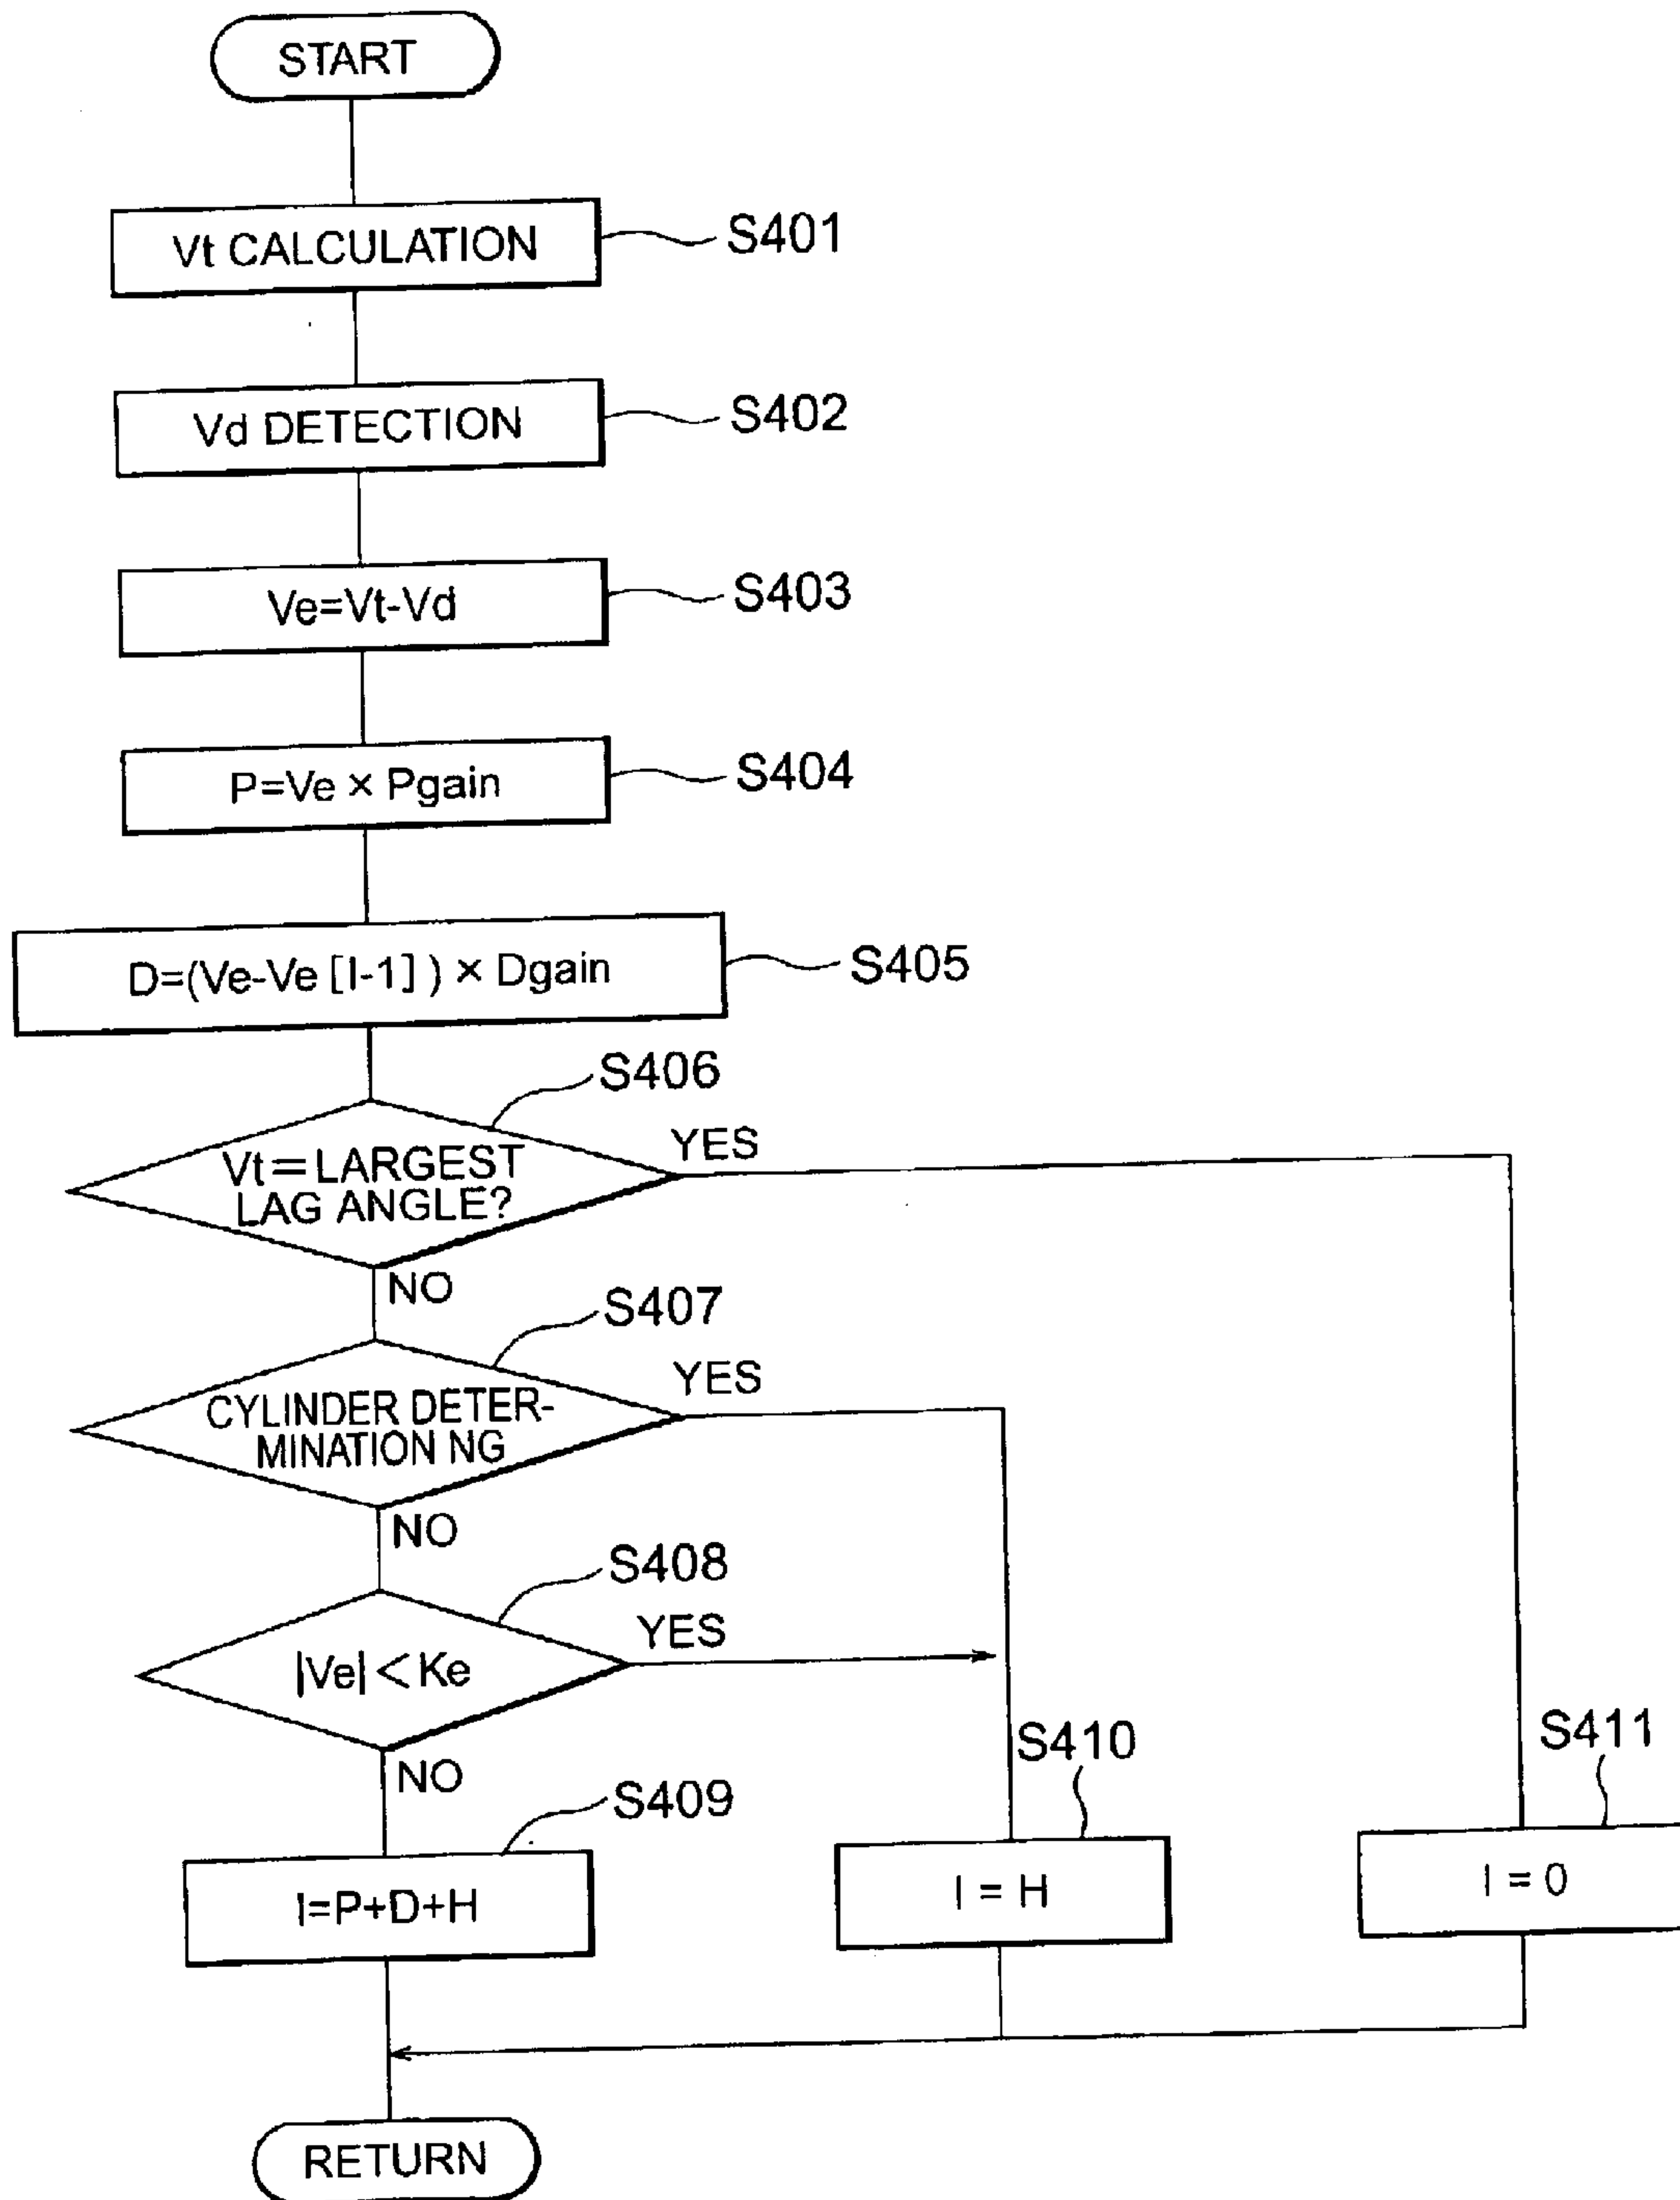 START
Vt CALCULATION
S401
Vd DETECTION
S402
Ve=Vt-Vd
S403
P=Ve × Pgain
S404
D=(Ve-Ve [I-1] ) × Dgain
S405
S406
Vt=LARGEST
LAG ANGLE?
YES
NO
S407
CYLINDER DETER-
MINATION NG
YES
NO
S408
|Ve| < Ke
YES
NO
S409
I=P+D+H
S410
I = H
S411
I = 0
RETURN